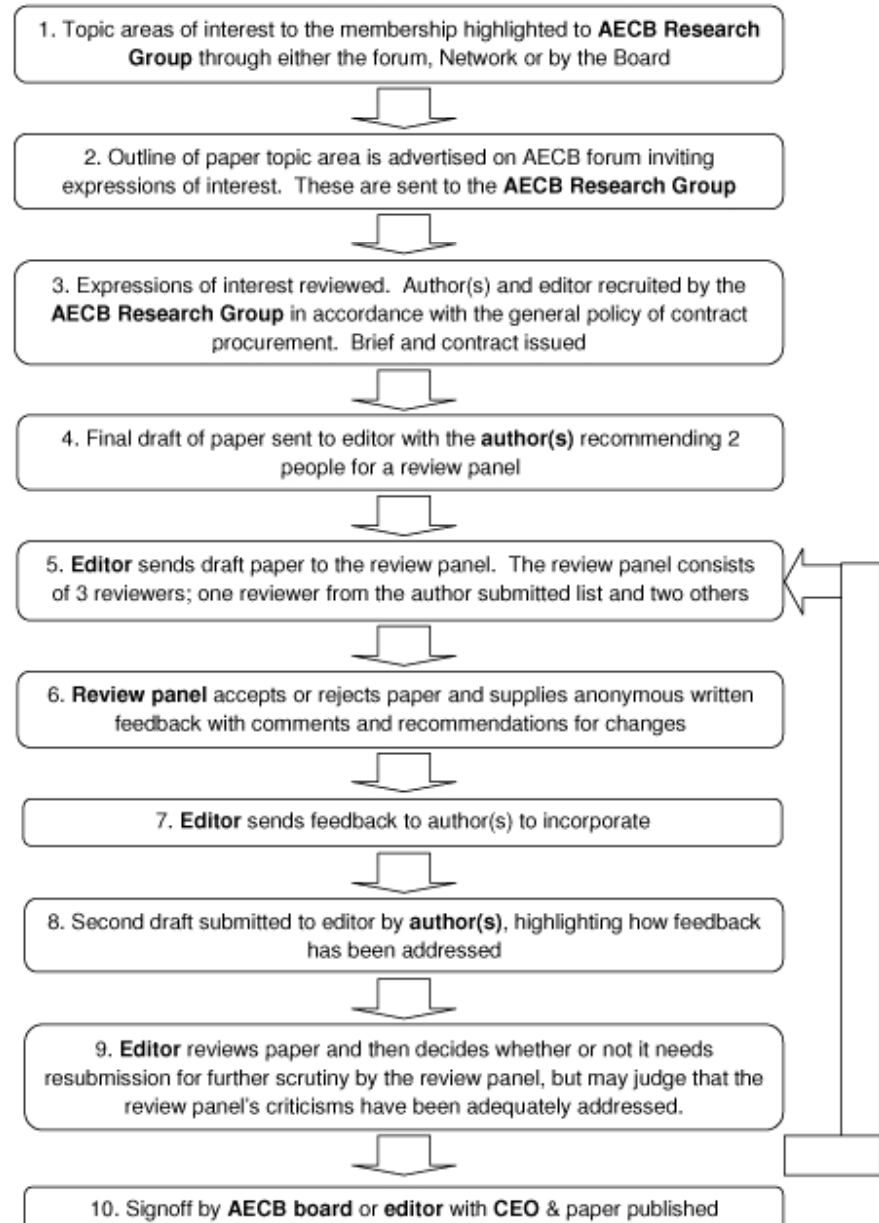 1. Topic areas of interest to the membership highlighted to AECB Research
Group through either the forum, Network or by the Board
2. Outline of paper topic area is advertised on AECB forum inviting
expressions of interest.  These are sent to the AECB Research Group
3. Expressions of interest reviewed.  Author(s) and editor recruited by the
AECB Research Group in accordance with the general policy of contract
procurement.  Brief and contract issued
4. Final draft of paper sent to editor with the author(s) recommending 2
people for a review panel
5. Editor sends draft paper to the review panel.  The review panel consists
of 3 reviewers; one reviewer from the author submitted list and two others
6. Review panel accepts or rejects paper and supplies anonymous written
feedback with comments and recommendations for changes
7. Editor sends feedback to author(s) to incorporate
8. Second draft submitted to editor by author(s), highlighting how feedback
has been addressed
9. Editor reviews paper and then decides whether or not it needs
resubmission for further scrutiny by the review panel, but may judge that the
review panel's criticisms have been adequately addressed.
10. Signoff by AECB board or editor with CEO & paper published